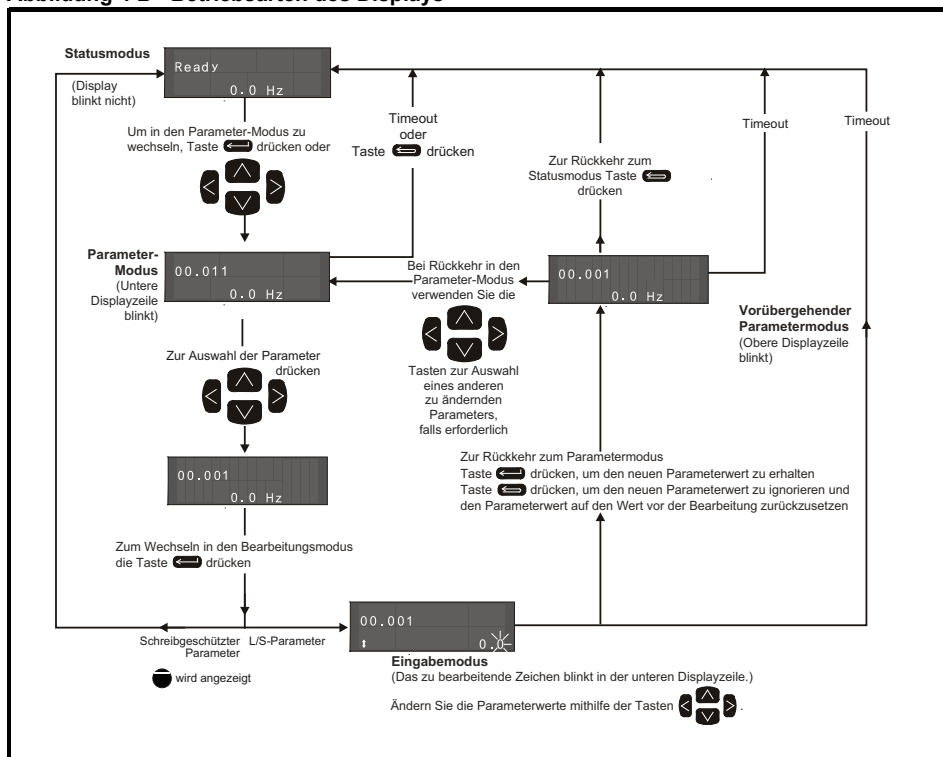 Abbildung 4-2 Betriebsarten des Displays
Statusmodus
(Display
blinkt nicht)
Ready
0.0 Hz
Um in den Parameter-Modus zu
wechseln, Taste drücken oder
Timeout
oder
Taste drücken
Zur Rückkehr zum
Statusmodus Taste .
drücken
Timeout
Timeout
Parameter-
Modus
(Untere
Displayzeile
blinkt)
00.011
0.0 Hz
Bei Rückkehr in den
Parameter-Modus
verwenden Sie die
Tasten zur Auswahl
eines anderen
zu ändernden
Parameters,
falls erforderlich
00.001
0.0 Hz
Vorübergehender
Parametermodus
(Obere Displayzeile
blinkt)
Zur Auswahl der Parameter
drücken
00.001
0.0 Hz
Zur Rückkehr zum Parametermodus
Taste drücken, um den neuen Parameterwert zu erhalten
Taste drücken, um den neuen Parameterwert zu ignorieren und
den Parameterwert auf den Wert vor der Bearbeitung zurückzusetzen
Zum Wechseln in den Bearbeitungsmodus
die Taste drücken
Schreibgeschützter
Parameter
L/S-Parameter
wird angezeigt
00.001
0.0
Eingabemodus
(Das zu bearbeitende Zeichen blinkt in der unteren Displayzeile.)
Ändern Sie die Parameterwerte mithilfe der Tasten .